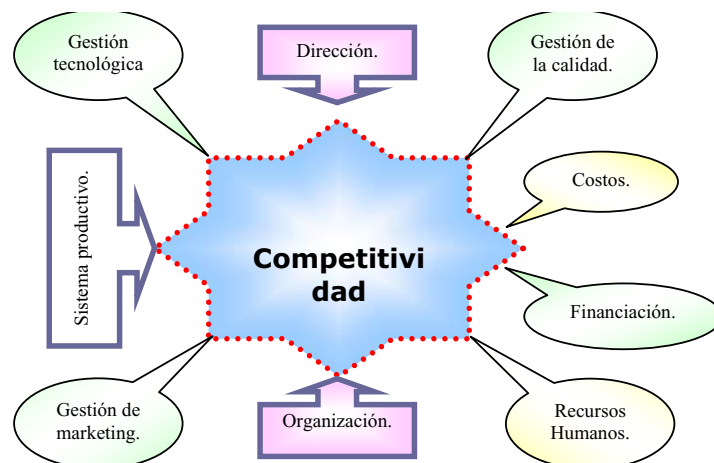 Gestión
tecnológica
Dirección.
Gestión de
la calidad.
Sistema productivo.
Costos.
Competitivi
dad
Financiación.
Gestión de
marketing.
Organización.
Recursos
Humanos.